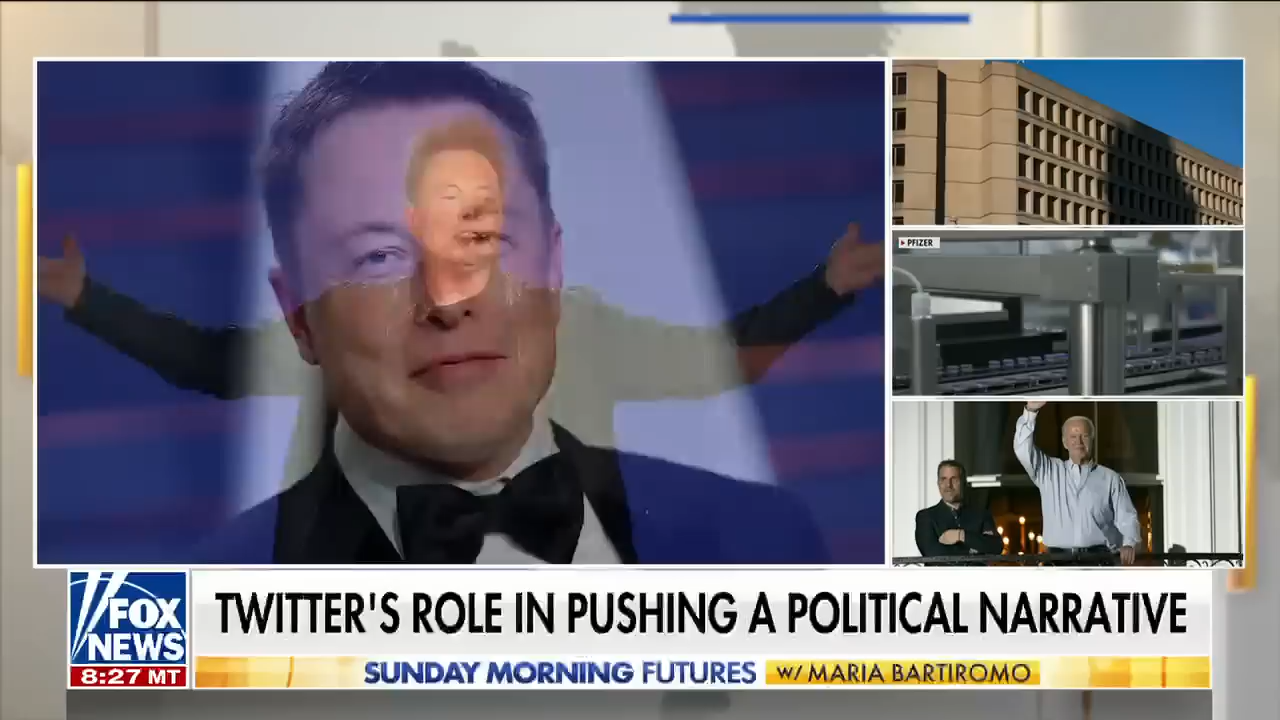 PFIZER
TWITTER'S ROLE IN PUSHING A POLITICAL NARRATIVE
FOX
NEWS
8:27 MT
SUNDAY MORNING FUTURES W/ MARIA BARTIROMO